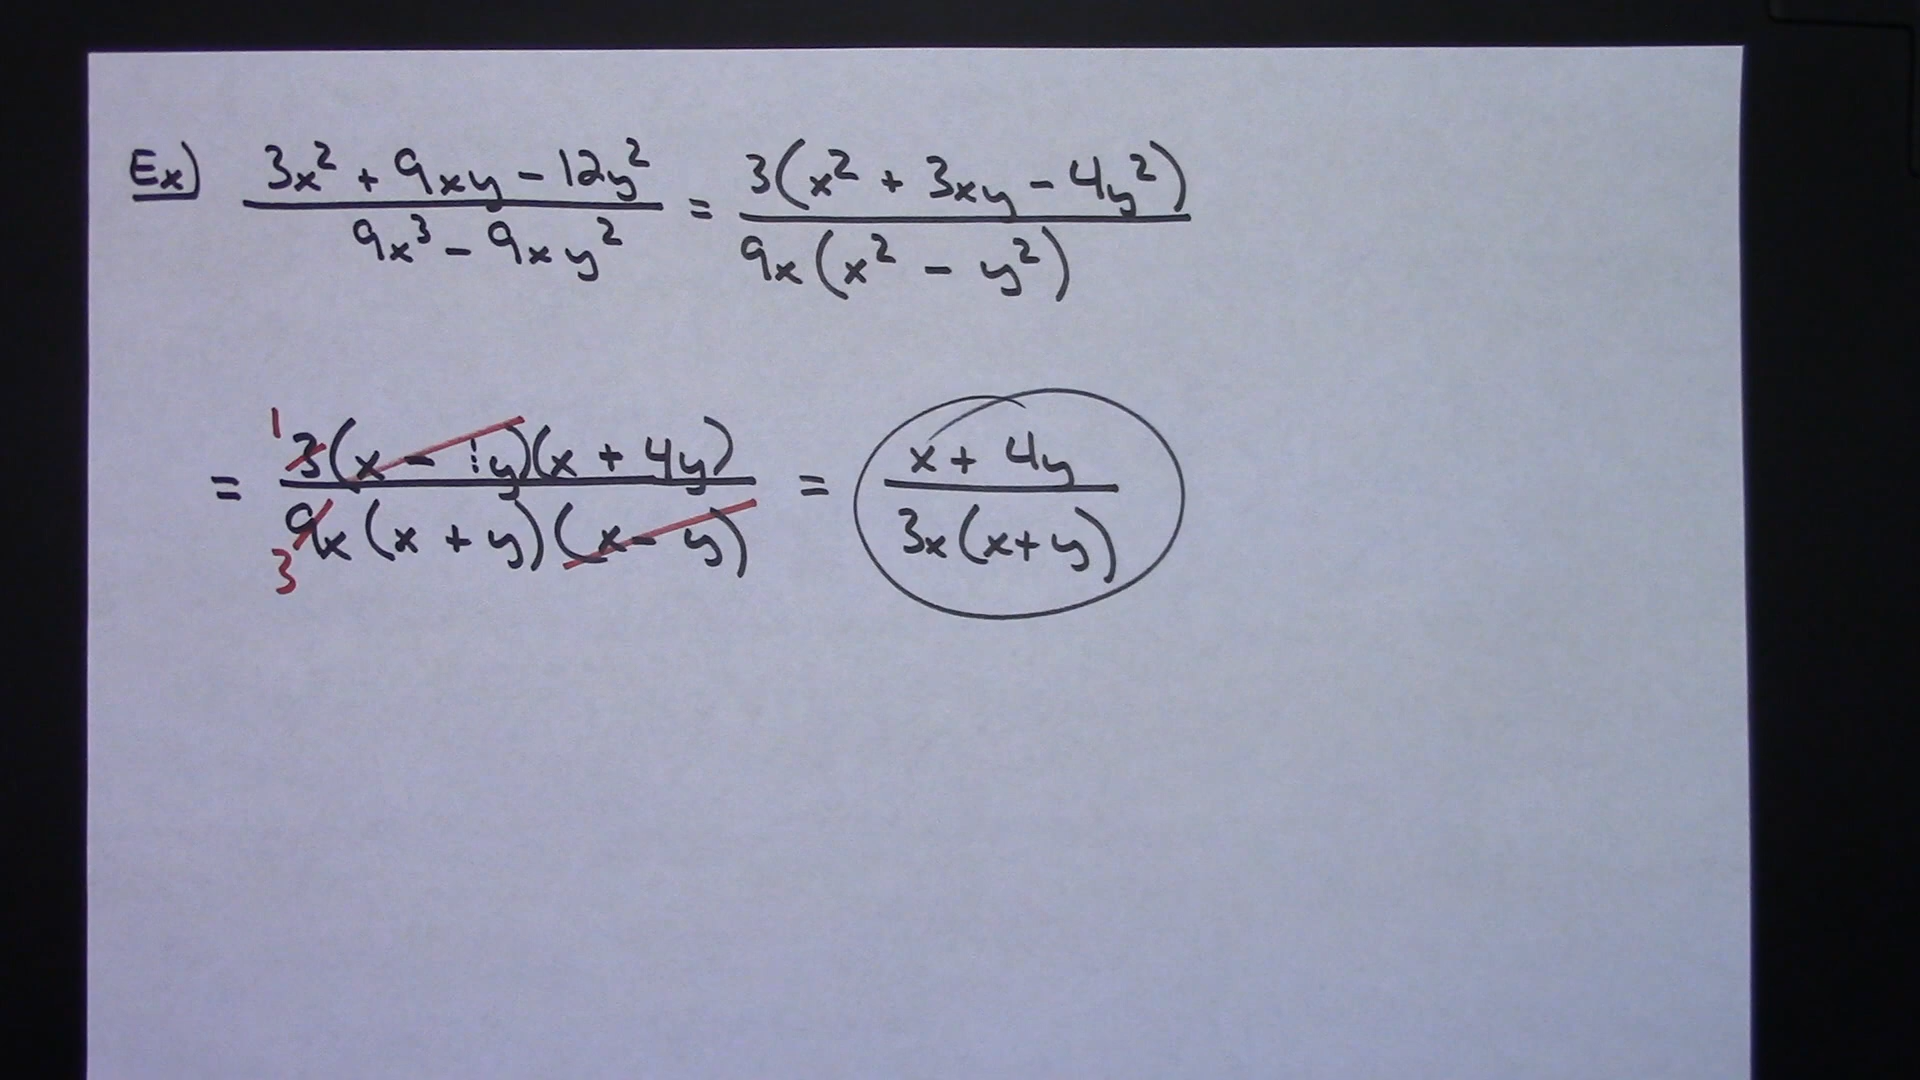 Ex) (3x² + 9xy - 12y²)/(9x³ - 9xy²) = 3(x² + 3xy - 4y²)/(9x(x² - y²))
= 1 3(x - 1y)(x + 4y)/(3 9x(x + y)(x - y)) = (x + 4y)/(3x(x+y))